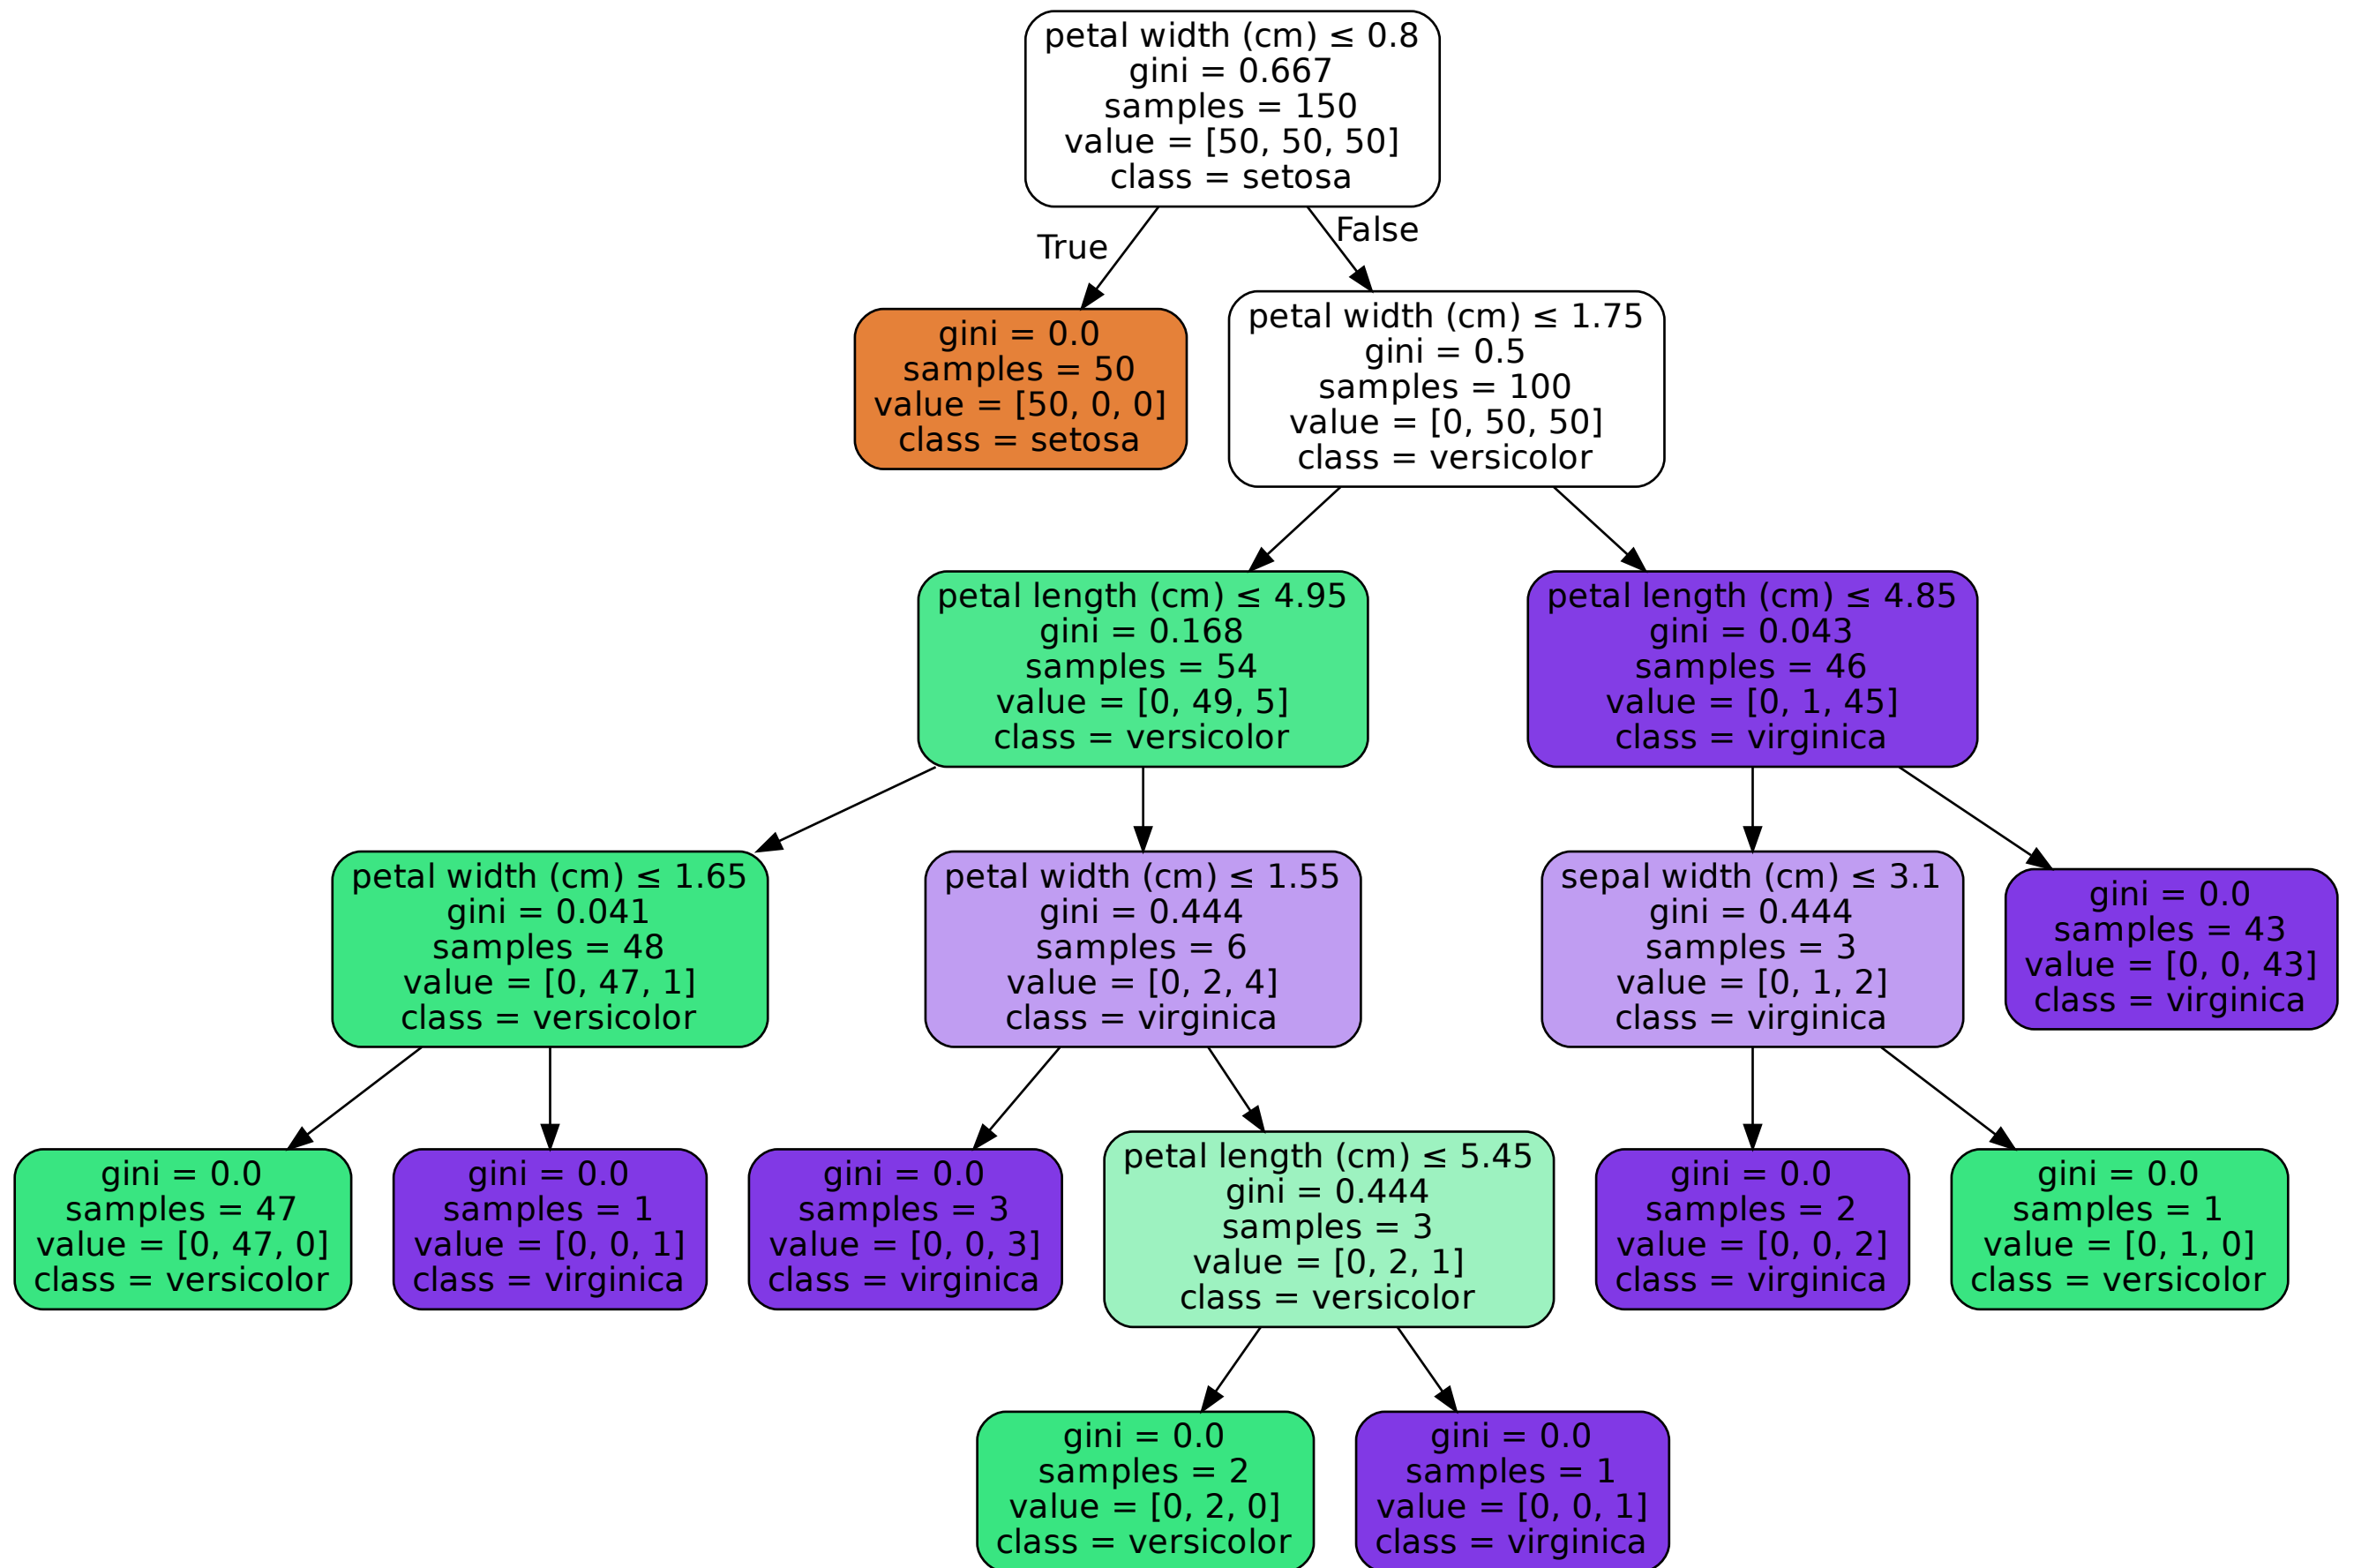 petal width (cm) ≤ 0.8
gini = 0.667
samples = 150
value = [50, 50, 50]
class = setosa
True
False
gini = 0.0
samples = 50
value = [50, 0, 0]
class = setosa
petal width (cm) ≤ 1.75
gini = 0.5
samples = 100
value = [0, 50, 50]
class = versicolor
petal length (cm) ≤ 4.95
gini = 0.168
samples = 54
value = [0, 49, 5]
class = versicolor
petal length (cm) ≤ 4.85
gini = 0.043
samples = 46
value = [0, 1, 45]
class = virginica
petal width (cm) ≤ 1.65
gini = 0.041
samples = 48
value = [0, 47, 1]
class = versicolor
petal width (cm) ≤ 1.55
gini = 0.444
samples = 6
value = [0, 2, 4]
class = virginica
sepal width (cm) ≤ 3.1
gini = 0.444
samples = 3
value = [0, 1, 2]
class = virginica
gini = 0.0
samples = 43
value = [0, 0, 43]
class = virginica
gini = 0.0
samples = 47
value = [0, 47, 0]
class = versicolor
gini = 0.0
samples = 1
value = [0, 0, 1]
class = virginica
gini = 0.0
samples = 3
value = [0, 0, 3]
class = virginica
petal length (cm) ≤ 5.45
gini = 0.444
samples = 3
value = [0, 2, 1]
class = versicolor
gini = 0.0
samples = 2
value = [0, 0, 2]
class = virginica
gini = 0.0
samples = 1
value = [0, 1, 0]
class = versicolor
gini = 0.0
samples = 2
value = [0, 2, 0]
class = versicolor
gini = 0.0
samples = 1
value = [0, 0, 1]
class = virginica